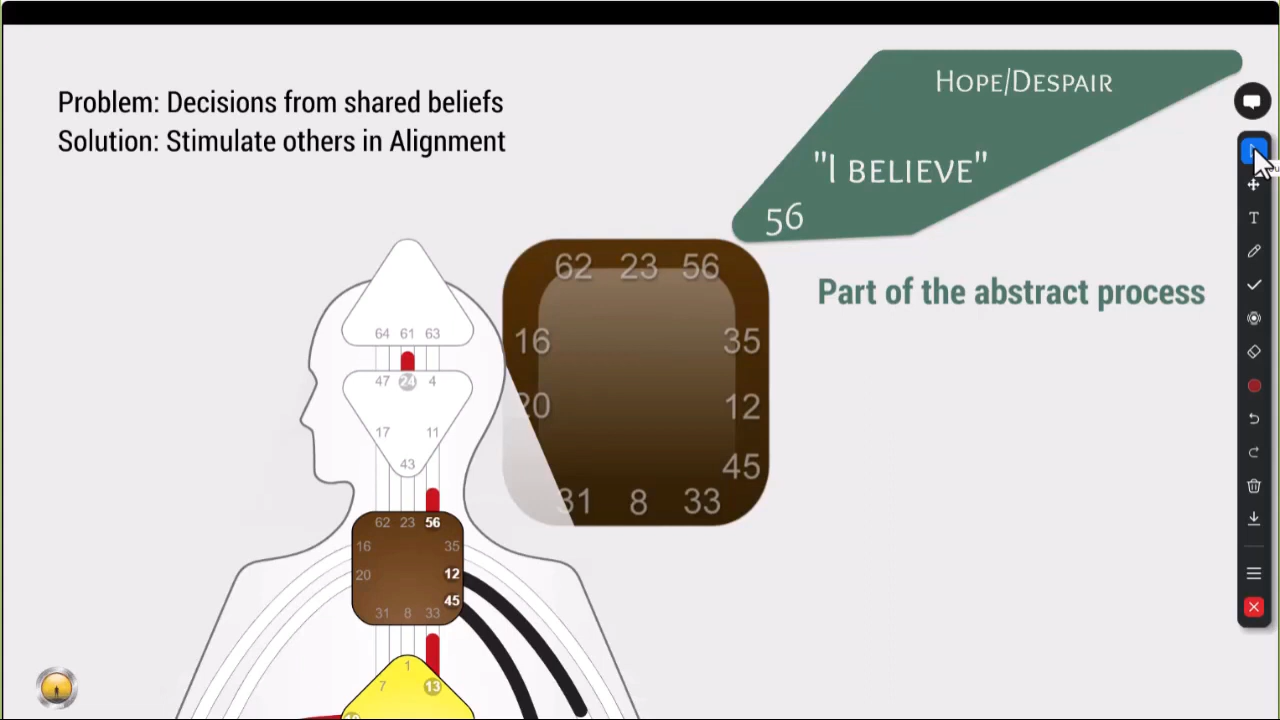 Problem: Decisions from shared beliefs
Solution: Stimulate others in Alignment
Hope/Despair
"I believe"
56
Part of the abstract process
62 23 56
16 35
20 12
45
31 8 33
64 61 63
47 24 4
17 11
43
62 23 56
16 35
20 12
45
31 8 33
1
7 13
T